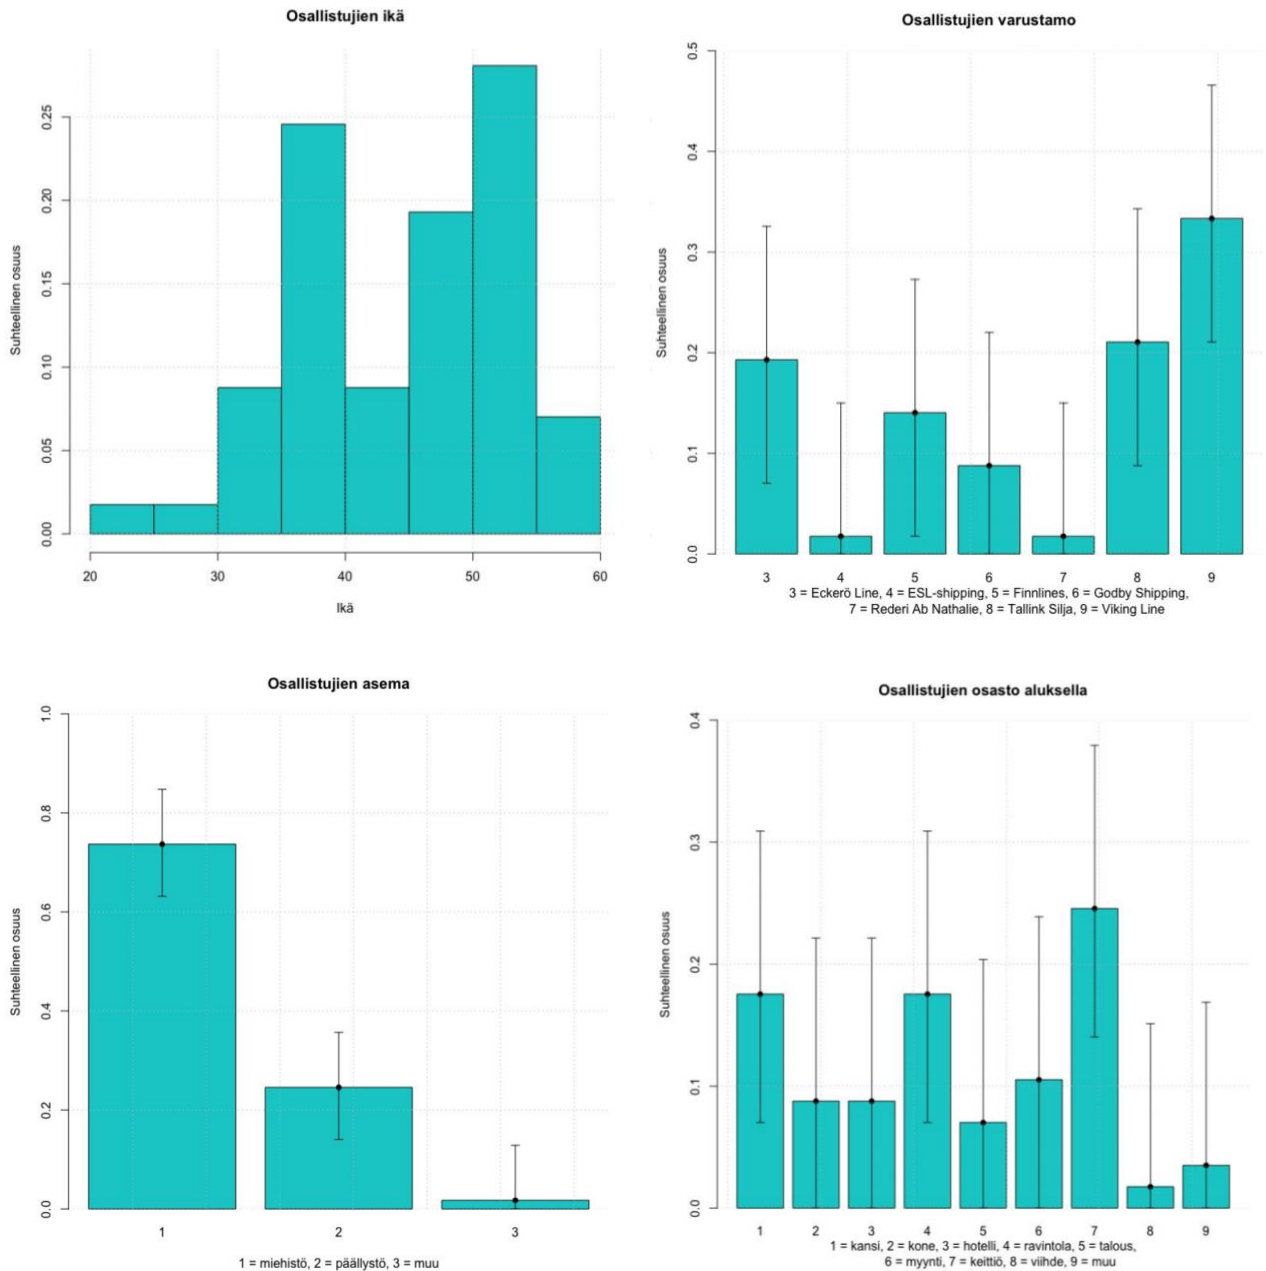 Osallistujien ikä
Suhteellinen osuus
0.25
0.20
0.15
0.10
0.05
0.00
20 30 40 50 60
Ikä
Osallistujien varustamo
Suhteellinen osuus
0.5
0.4
0.3
0.2
0.1
0.0
3 4 5 6 7 8 9
3 = Eckerö Line, 4 = ESL-shipping, 5 = Finnlines, 6 = Godby Shipping,
7 = Rederi Ab Nathalie, 8 = Tallink Silja, 9 = Viking Line
Osallistujien asema
Suhteellinen osuus
1.0
0.8
0.6
0.4
0.2
0.0
1 2 3
1 = miehistö, 2 = päällystö, 3 = muu
Osallistujien osasto aluksella
Suhteellinen osuus
0.4
0.3
0.2
0.1
0.0
1 2 3 4 5 6 7 8 9
1 = kansi, 2 = kone, 3 = hotelli, 4 = ravintola, 5 = talous,
6 = myynti, 7 = keittiö, 8 = viihde, 9 = muu